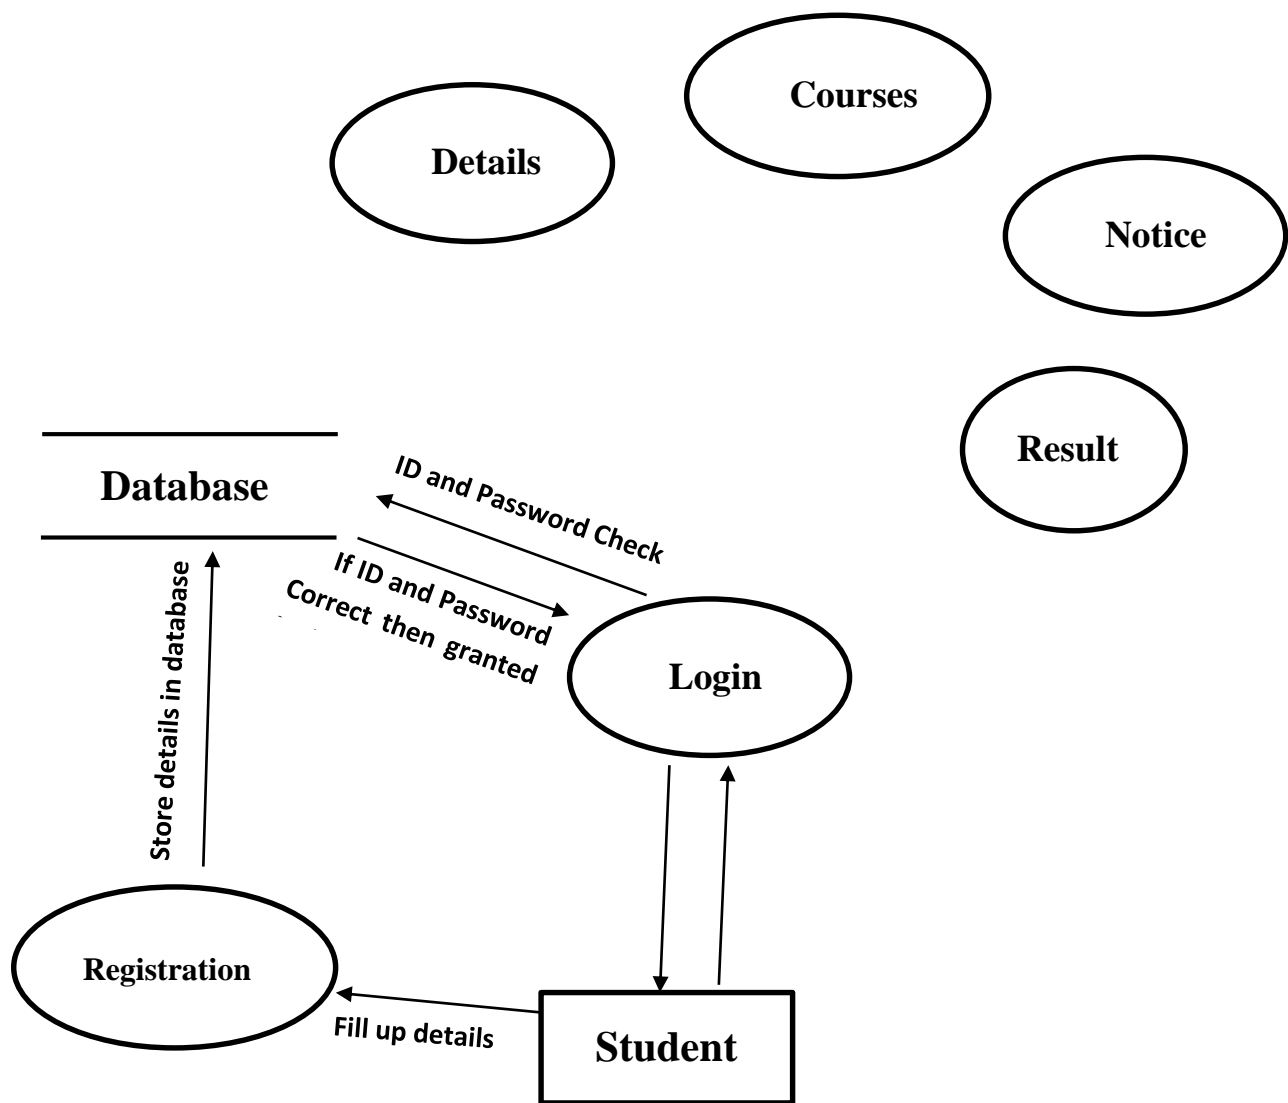 Courses
Details
Notice
Result
Database
ID and Password Check
If ID and Password
Correct then granted
Login
Store details in database
Registration
Fill up details
Student